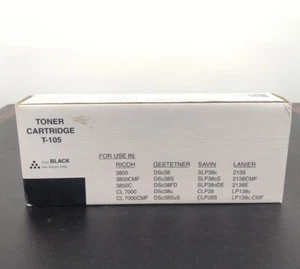 TONER
CARTRIDGE
T-105
BLACK
FOR USE IN:
RICOH GESTETNER SAVIN LANIER
3800 DSc38 SLP38c 2138
3800CMF DSc38S SLP38cS 2138CMF
3850C DSc38FD SLP38cDE 2138E
CL 7000 DSc38u CLP28 LP138c
CL 7000CMF DSc38SuS CLP28S LP138c CMF